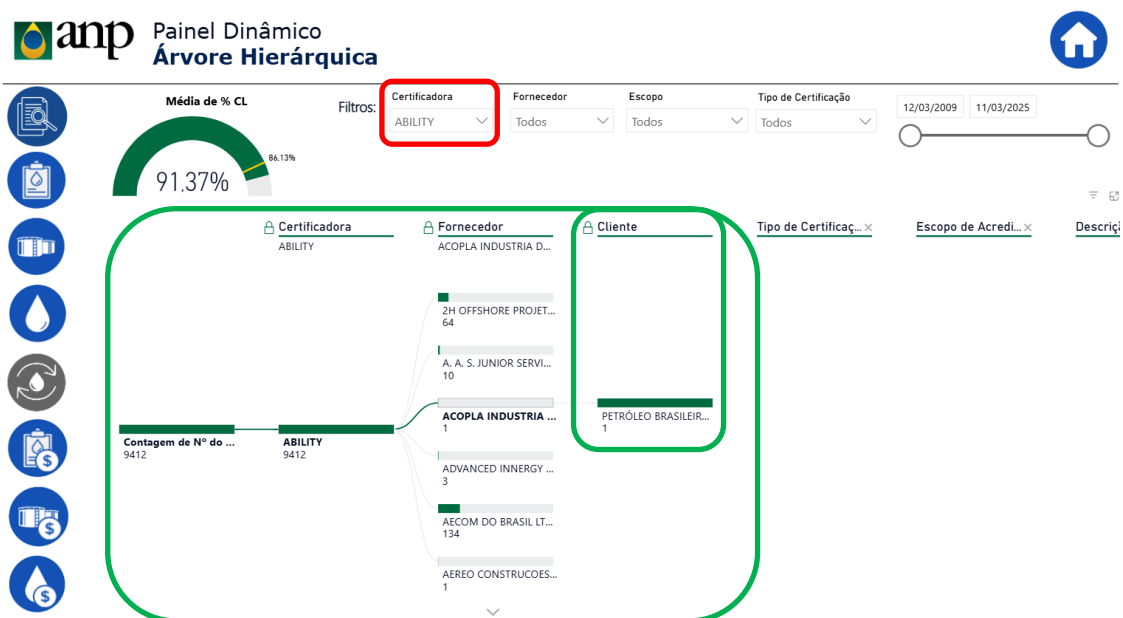 anp
Painel Dinâmico
Árvore Hierárquica
Média de % CL
86,13%
91,37%
Filtros:
Certificadora
ABILITY
Fornecedor
Todos
Escopo
Todos
Tipo de Certificação
Todos
12/03/2009
11/03/2025
Certificadora
ABILITY
Fornecedor
ACOPLA INDUSTRIA D...
Cliente
Tipo de Certificaç...
Escopo de Acredi...
Descriç
Contagem de Nº do ...
9412
ABILITY
9412
2H OFFSHORE PROJET...
64
A. A. S. JUNIOR SERVI...
10
ACOPLA INDUSTRIA ...
1
ADVANCED INNERGY ...
3
AECOM DO BRASIL LT...
134
AEREO CONSTRUCOES...
1
PETRÓLEO BRASILEIR...
1
$
$
$